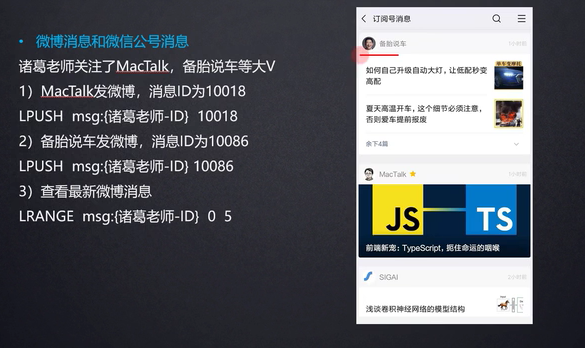 • 微博消息和微信公号消息
诸葛老师关注了MacTalk，备胎说车等大V
1）MacTalk发微博，消息ID为10018
LPUSH msg:{诸葛老师-ID} 10018
2）备胎说车发微博，消息ID为10086
LPUSH msg:{诸葛老师-ID} 10086
3）查看最新微博消息
LRANGE msg:{诸葛老师-ID} 0 5
订阅号消息
备胎说车
1小时前
如何自己升级自动大灯，让低配秒变
高配
夏天高温开车，这个细节必须注意，
否则爱车提前报废
余下4篇
MacTalk
JS
TS
前端新宠：TypeScript，扼住命运的咽喉
SIGAI
浅谈卷积神经网络的模型结构